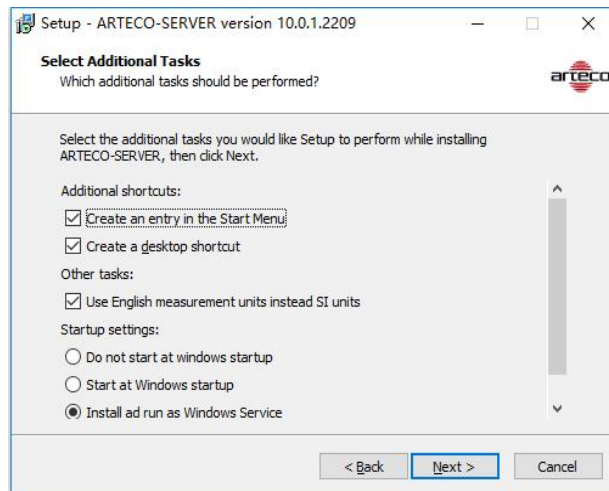 Setup - ARTECO-SERVER version 10.0.1.2209
Select Additional Tasks
Which additional tasks should be performed?
arteco
Select the additional tasks you would like Setup to perform while installing
ARTECO-SERVER, then click Next.
Additional shortcuts:
Create an entry in the Start Menu
Create a desktop shortcut
Other tasks:
Use English measurement units instead SI units
Startup settings:
Do not start at windows startup
Start at Windows startup
Install ad run as Windows Service
< Back
Next >
Cancel